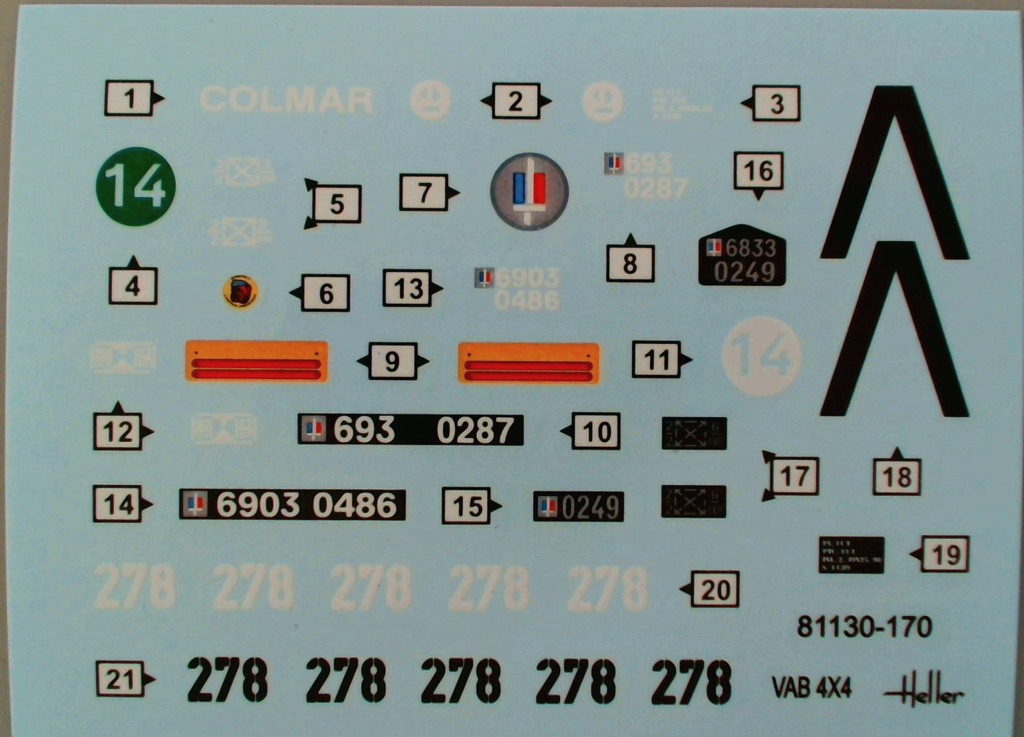 1 COLMAR 2 3
14 5 7 693 16
0287
4 13 6903 8 6833
0486 0249
6
9 11 14
12 693 0287 10
14 6903 0486 15 0249 17 18
19
278 278 278 278 278 20
81130-170
21 278 278 278 278 278 VAB 4X4 Heller